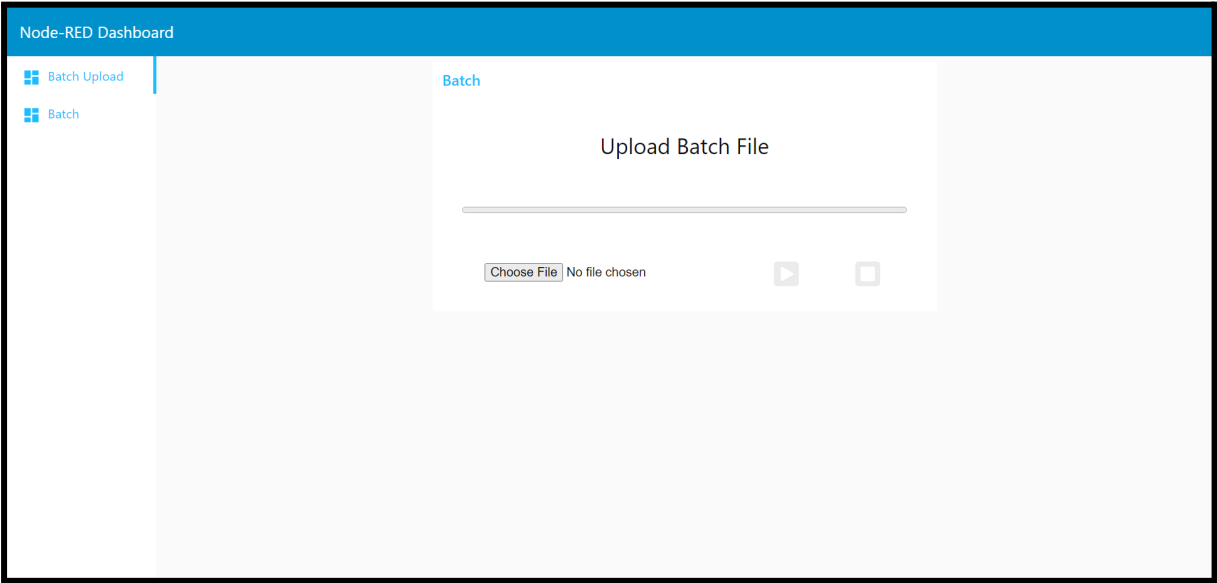 Node-RED Dashboard
Batch Upload
Batch
Batch
Upload Batch File
Choose File No file chosen